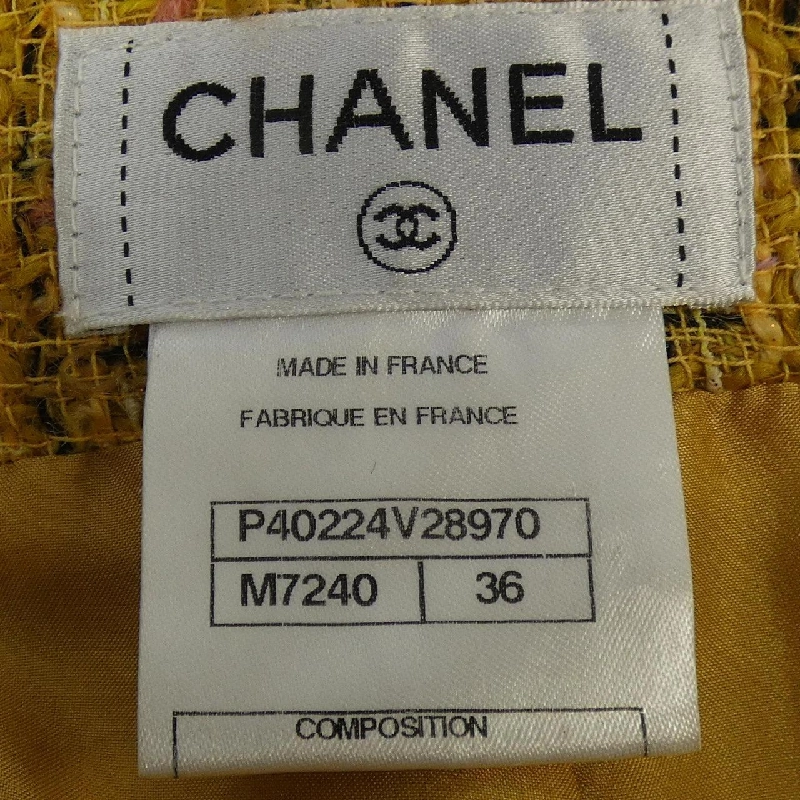 CHANEL
MADE IN FRANCE
FABRIQUE EN FRANCE
P40224V28970
M7240 36
COMPOSITION